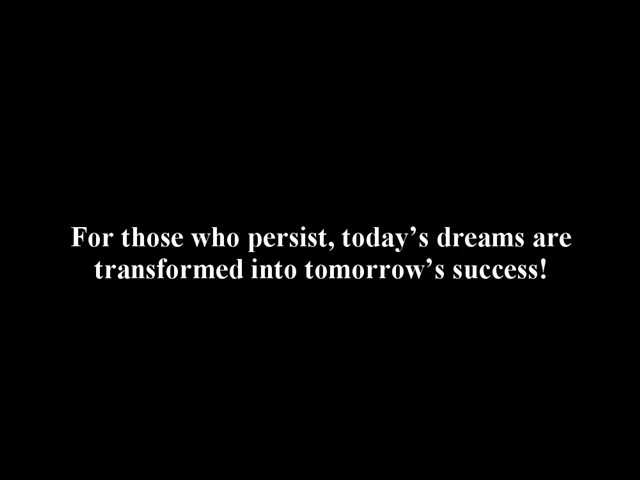 For those who persist, today’s dreams are
transformed into tomorrow’s success!